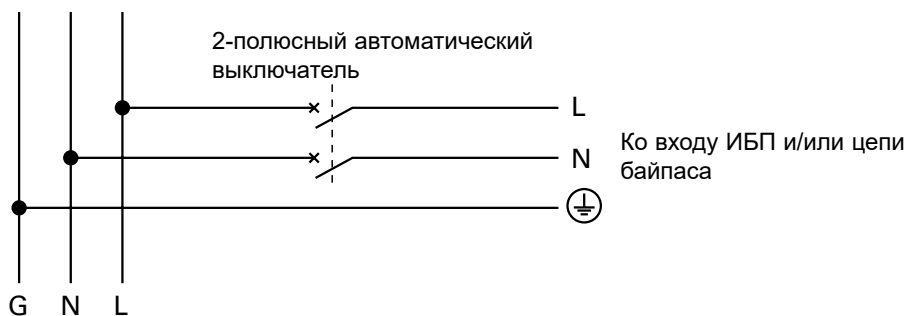 2-полюсный автоматический
выключатель
L
N
Ко входу ИБП и/или цепи
байпаса
G N L